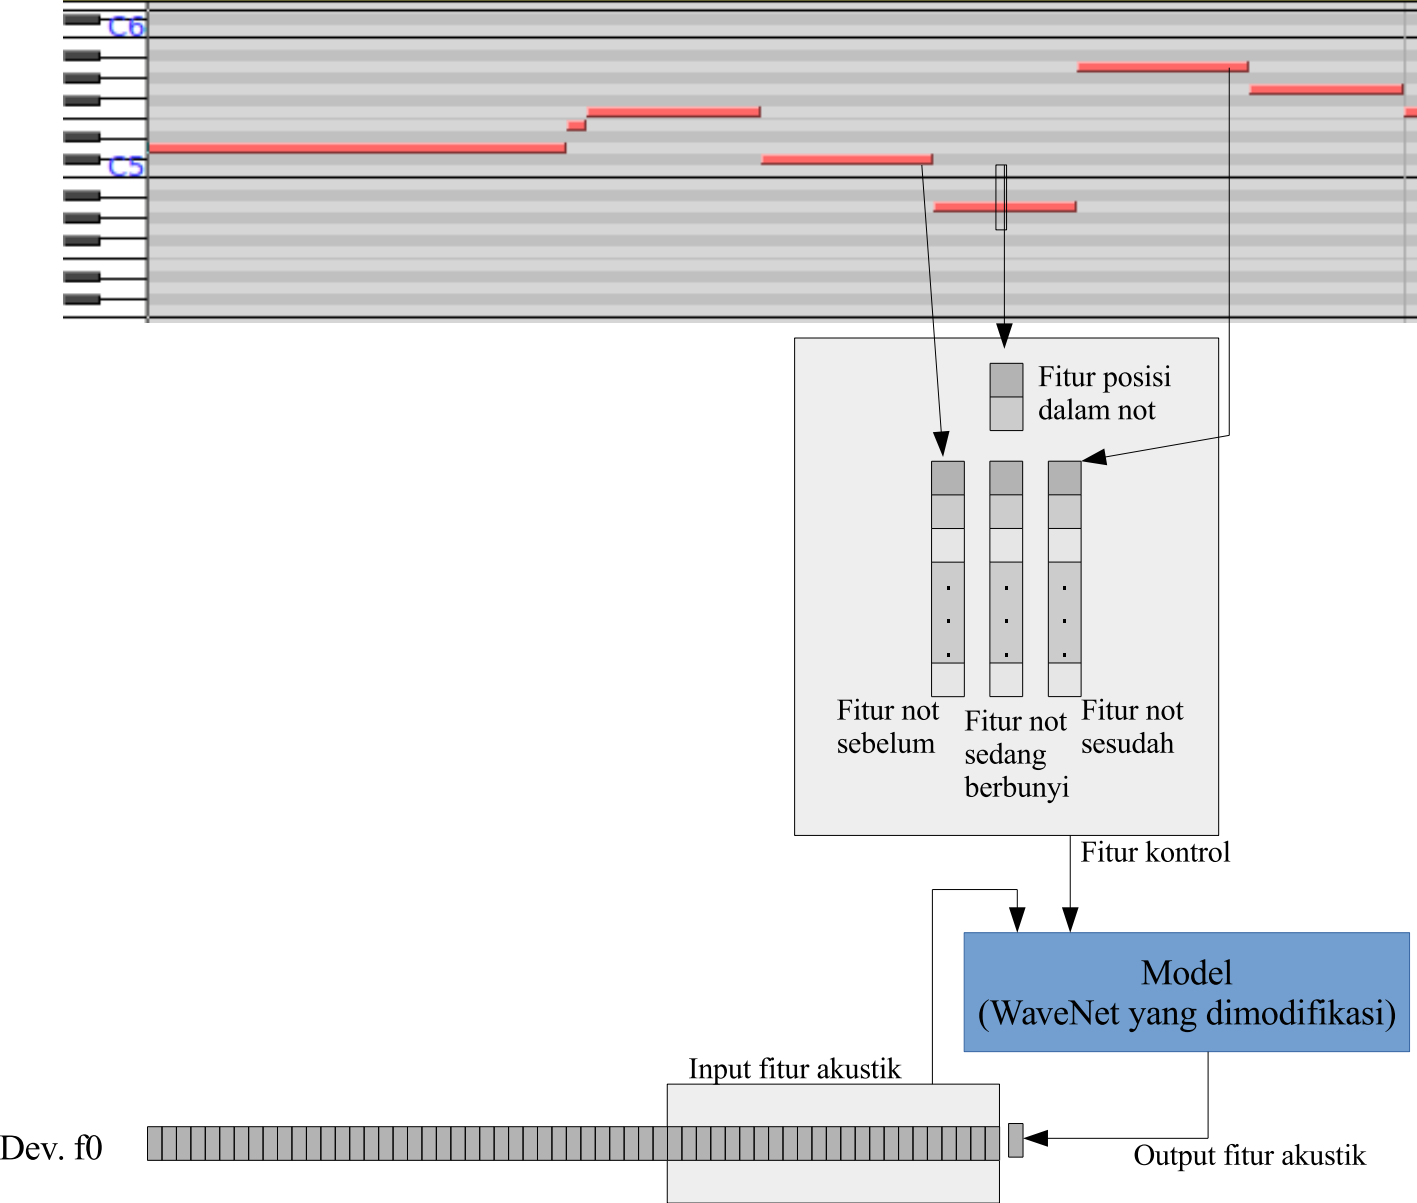 C6
C5
Fitur posisi
dalam not
Fitur not
sebelum
Fitur not
sedang
berbunyi
Fitur not
sesudah
Fitur kontrol
Model
(WaveNet yang dimodifikasi)
Input fitur akustik
Dev. f0
Output fitur akustik